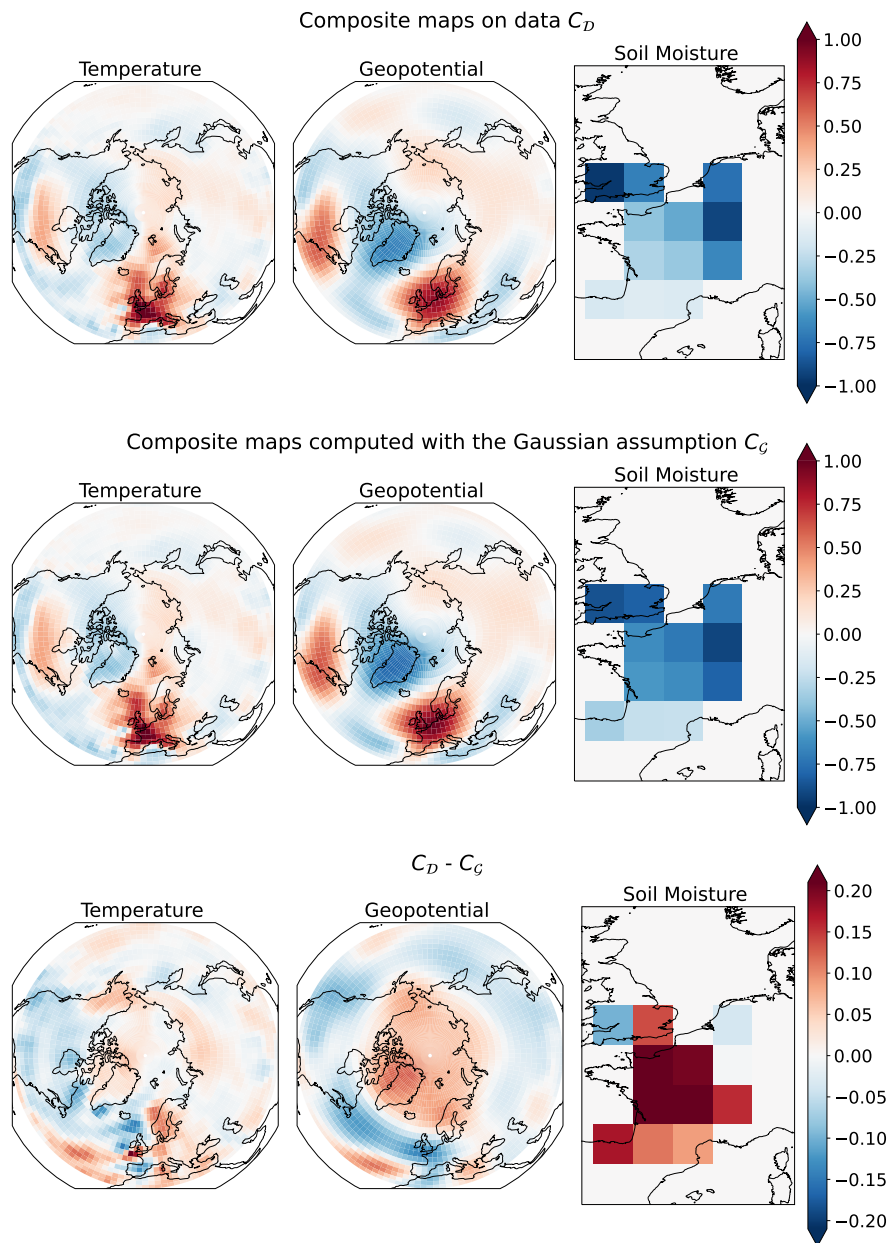 Composite maps on data C_D
Temperature
Geopotential
Soil Moisture
1.00
0.75
0.50
0.25
0.00
−0.25
−0.50
−0.75
−1.00
Composite maps computed with the Gaussian assumption C_G
Temperature
Geopotential
Soil Moisture
1.00
0.75
0.50
0.25
0.00
−0.25
−0.50
−0.75
−1.00
C_D - C_G
Temperature
Geopotential
Soil Moisture
0.20
0.15
0.10
0.05
0.00
−0.05
−0.10
−0.15
−0.20